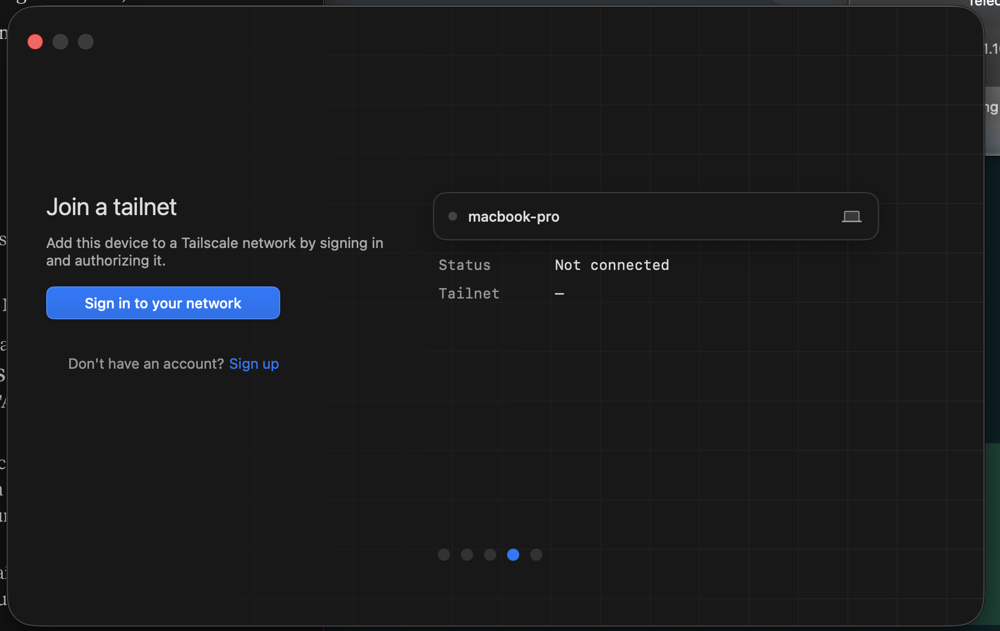 Join a tailnet
Add this device to a Tailscale network by signing in
and authorizing it.
Sign in to your network
Don't have an account? Sign up
macbook-pro
Status Not connected
Tailnet –